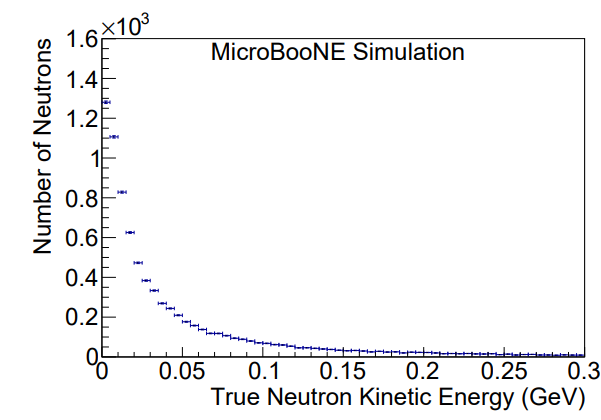 ×10³
1.6
MicroBooNE Simulation
1.4
1.2
1
0.8
0.6
0.4
0.2
0
Number of Neutrons
0 0.05 0.1 0.15 0.2 0.25 0.3
True Neutron Kinetic Energy (GeV)